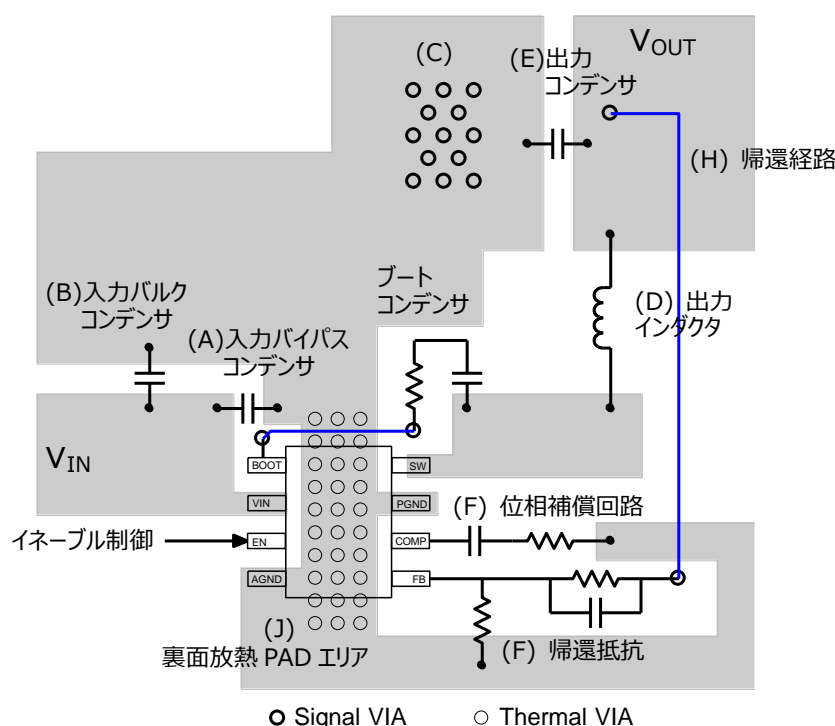 (C)
(E)出力
コンデンサ
VOUT
(H) 帰還経路
(B)入力バルク
コンデンサ
(A)入力バイパス
コンデンサ
ブート
コンデンサ
(D) 出力
インダクタ
VIN
BOOT
SW
VIN
PGND
イネーブル制御
EN
COMP
(F) 位相補償回路
AGND
FB
(J)
裏面放熱 PAD エリア
(F) 帰還抵抗
Signal VIA
Thermal VIA